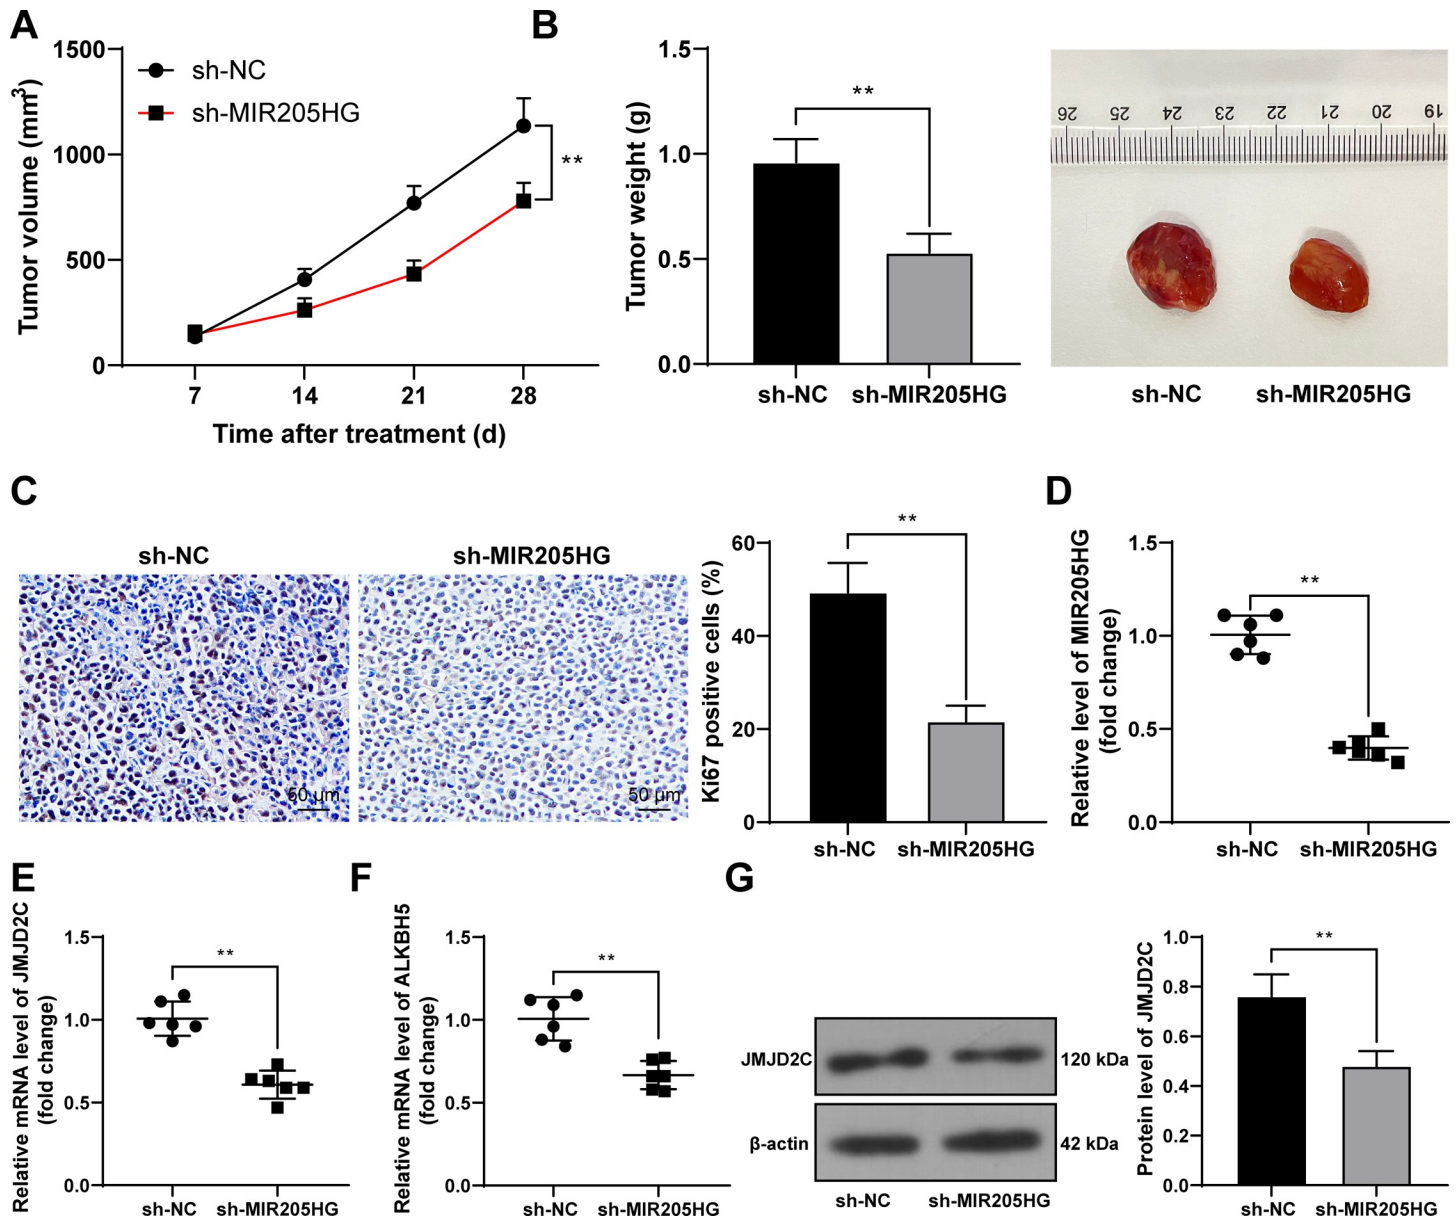 A
B
1500
1000
500
0
Tumor volume (mm³)
sh-NC
sh-MIR205HG
**
7 14 21 28
Time after treatment (d)
1.5
1.0
0.5
0.0
Tumor weight (g)
**
sh-NC sh-MIR205HG
26 25 24 23 22 21 20 19
sh-NC sh-MIR205HG
C
D
sh-NC sh-MIR205HG
50 μm
50 μm
60
40
20
0
Ki67 positive cells (%)
**
sh-NC sh-MIR205HG
1.5
1.0
0.5
0.0
Relative level of MIR205HG
(fold change)
**
sh-NC sh-MIR205HG
E
F
G
1.5
1.0
0.5
0.0
Relative mRNA level of JMJD2C
(fold change)
**
sh-NC sh-MIR205HG
1.5
1.0
0.5
0.0
Relative mRNA level of ALKBH5
(fold change)
**
sh-NC sh-MIR205HG
JMJD2C 120 kDa
β-actin 42 kDa
sh-NC sh-MIR205HG
1.0
0.8
0.6
0.4
0.2
0.0
Protein level of JMJD2C
**
sh-NC sh-MIR205HG